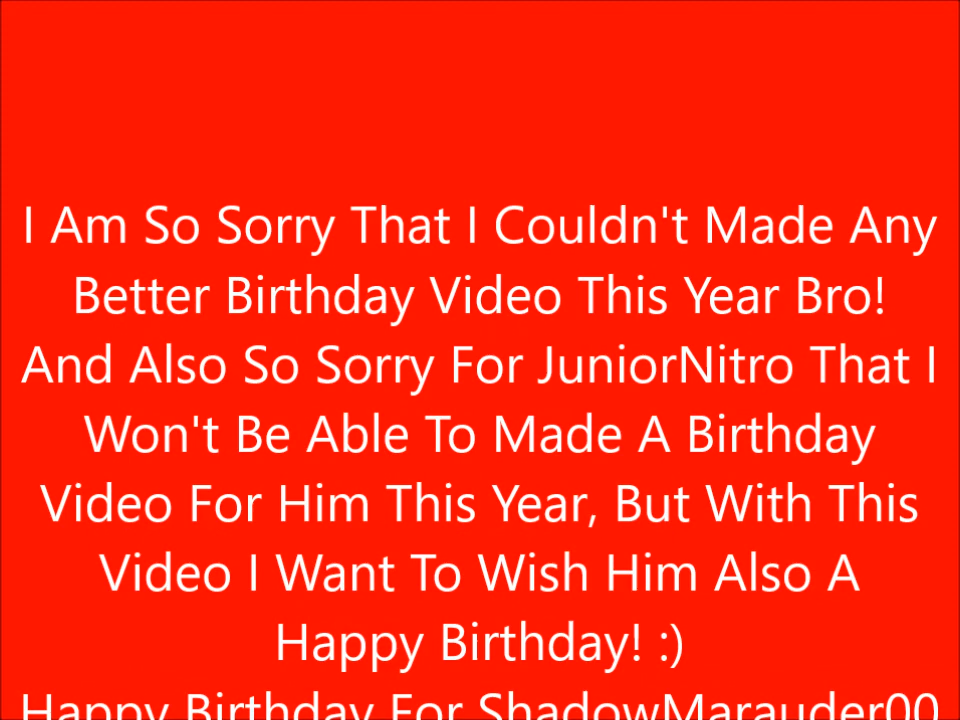 I Am So Sorry That I Couldn't Made Any
Better Birthday Video This Year Bro!
And Also So Sorry For JuniorNitro That I
Won't Be Able To Made A Birthday
Video For Him This Year, But With This
Video I Want To Wish Him Also A
Happy Birthday! :)
Happy Birthday For ShadowMarauder00